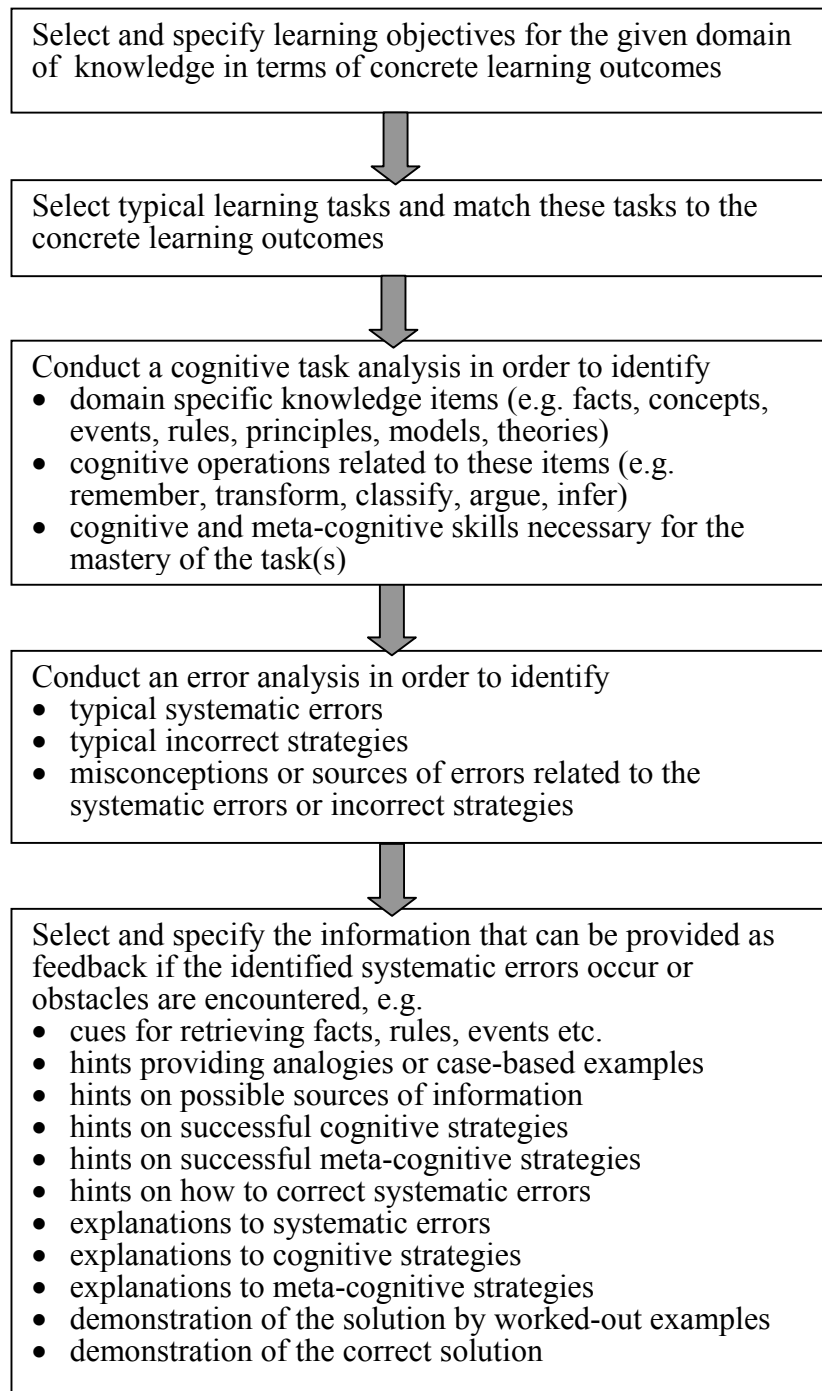 Select and specify learning objectives for the given domain
of knowledge in terms of concrete learning outcomes
Select typical learning tasks and match these tasks to the
concrete learning outcomes
Conduct a cognitive task analysis in order to identify
• domain specific knowledge items (e.g. facts, concepts,
events, rules, principles, models, theories)
• cognitive operations related to these items (e.g.
remember, transform, classify, argue, infer)
• cognitive and meta-cognitive skills necessary for the
mastery of the task(s)
Conduct an error analysis in order to identify
• typical systematic errors
• typical incorrect strategies
• misconceptions or sources of errors related to the
systematic errors or incorrect strategies
Select and specify the information that can be provided as
feedback if the identified systematic errors occur or
obstacles are encountered, e.g.
• cues for retrieving facts, rules, events etc.
• hints providing analogies or case-based examples
• hints on possible sources of information
• hints on successful cognitive strategies
• hints on successful meta-cognitive strategies
• hints on how to correct systematic errors
• explanations to systematic errors
• explanations to cognitive strategies
• explanations to meta-cognitive strategies
• demonstration of the solution by worked-out examples
• demonstration of the correct solution